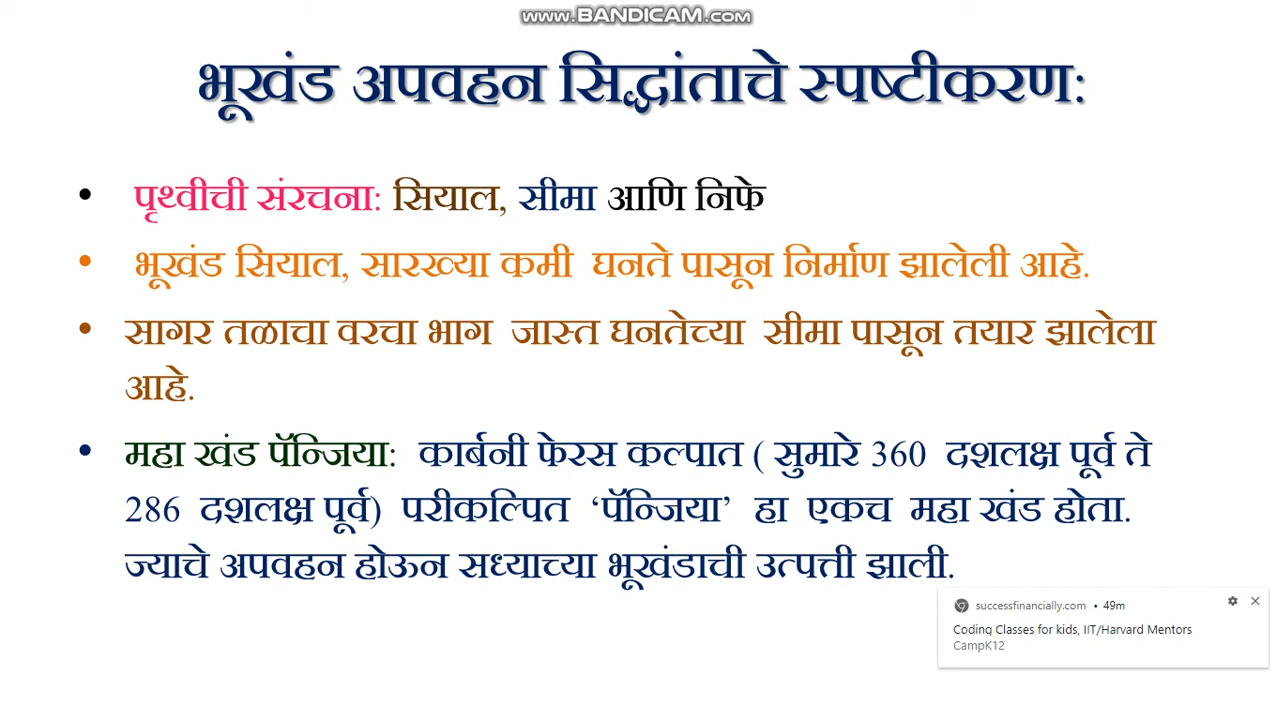 www.BANDICAM.com
भूखंड अपवहन सिद्धांताचे स्पष्टीकरण:
• पृथ्वीची संरचना: सियाल, सीमा आणि निफे
• भूखंड सियाल, सारख्या कमी घनते पासून निर्माण झालेली आहे.
• सागर तळाचा वरचा भाग जास्त घनतेच्या सीमा पासून तयार झालेला
आहे.
• महा खंड पॅन्जिया: कार्बनी फेरस कल्पात ( सुमारे 360 दशलक्ष पूर्व ते
286 दशलक्ष पूर्व) परीकल्पित ‘पॅन्जिया’ हा एकच महा खंड होता.
ज्याचे अपवहन होऊन सध्याच्या भूखंडाची उत्पत्ती झाली.
successfinancially.com • 49m
Coding Classes for kids, IIT/Harvard Mentors
CampK12